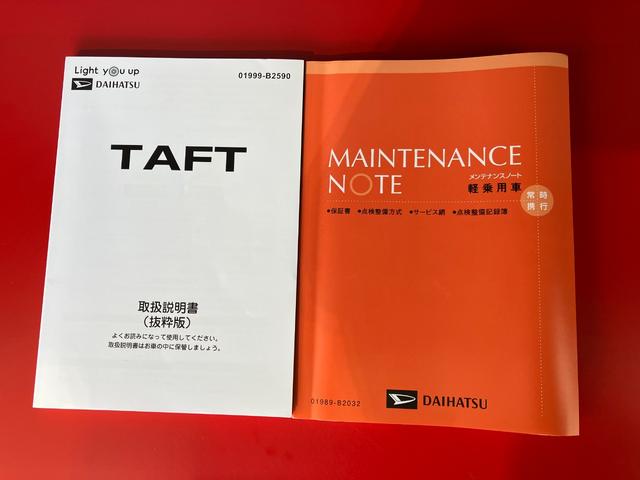 Light you up
DAIHATSU
01999-B2590
TAFT
取扱説明書
(抜粋版)
よくお読みになって使用してください。
取扱説明書はお車の中に保管しましょう。
MAINTENANCE
NOTE
メンテナンスノート
軽乗用車
常時
携行
●保証書 ●点検整備方式 ●サービス網 ●点検整備記録簿
01989-B2032
DAIHATSU